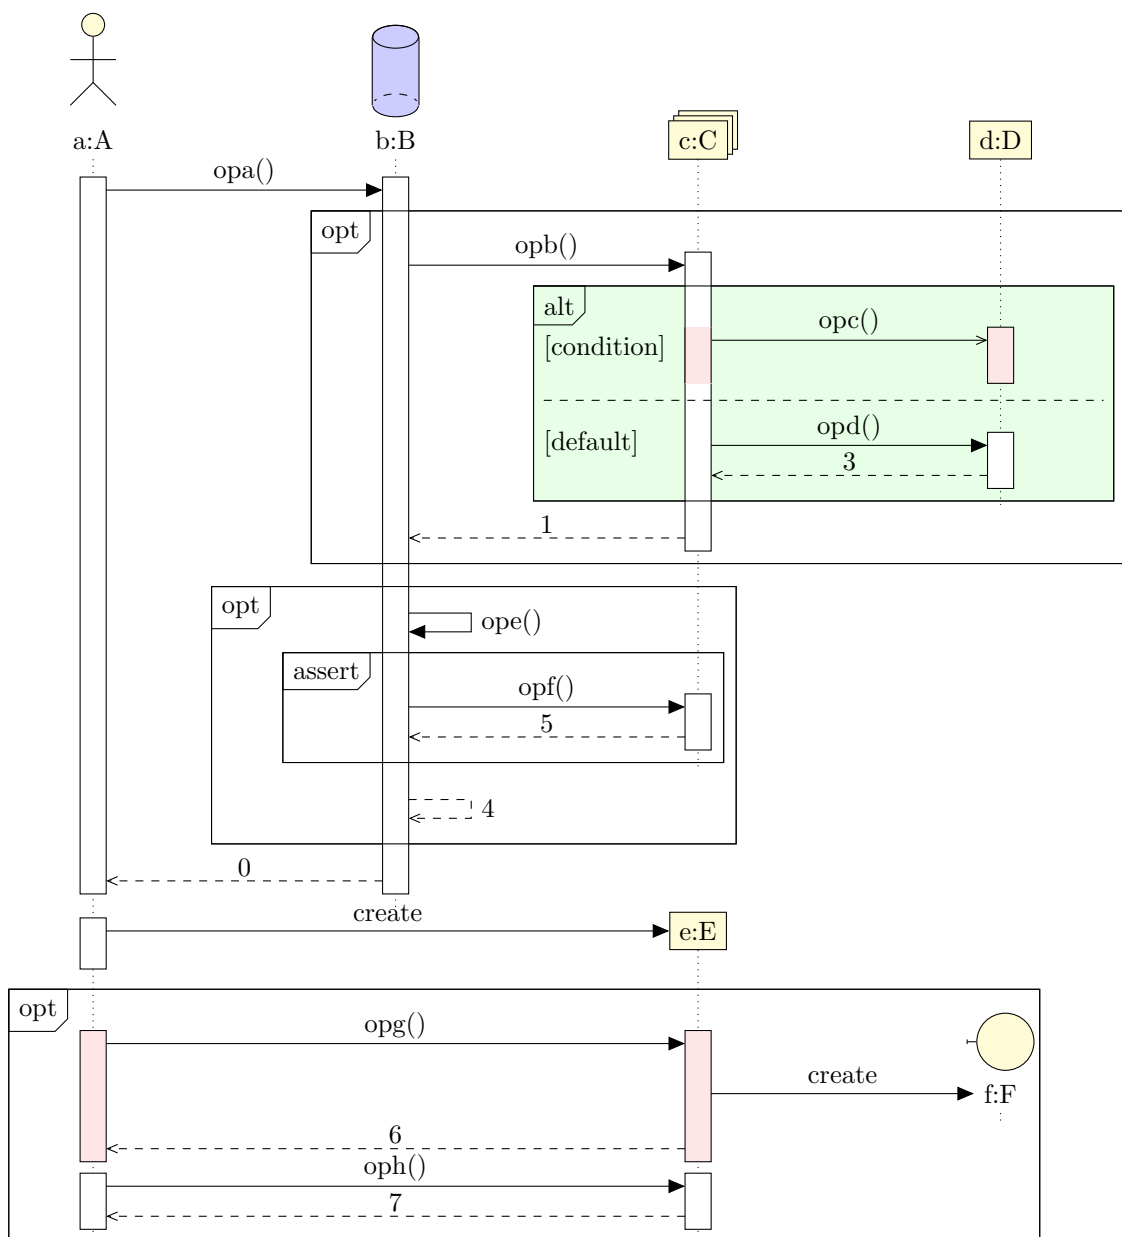 a:A
b:B
c:C
d:D
opa()
opt
opb()
alt
opc()
[condition]
opd()
[default]
3
1
opt
ope()
assert
opf()
5
4
0
create
e:E
opt
opg()
create
f:F
6
oph()
7